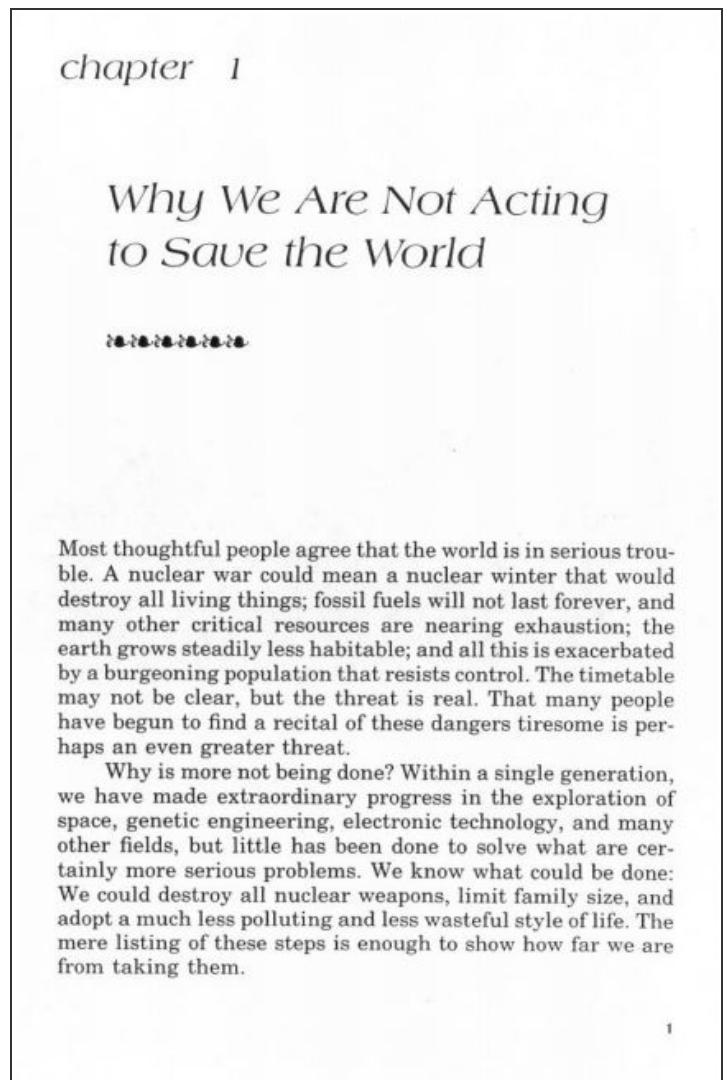 chapter 1
Why We Are Not Acting
to Save the World
Most thoughtful people agree that the world is in serious trou-
ble. A nuclear war could mean a nuclear winter that would
destroy all living things; fossil fuels will not last forever, and
many other critical resources are nearing exhaustion; the
earth grows steadily less habitable; and all this is exacerbated
by a burgeoning population that resists control. The timetable
may not be clear, but the threat is real. That many people
have begun to find a recital of these dangers tiresome is per-
haps an even greater threat.
Why is more not being done? Within a single generation,
we have made extraordinary progress in the exploration of
space, genetic engineering, electronic technology, and many
other fields, but little has been done to solve what are cer-
tainly more serious problems. We know what could be done:
We could destroy all nuclear weapons, limit family size, and
adopt a much less polluting and less wasteful style of life. The
mere listing of these steps is enough to show how far we are
from taking them.
1